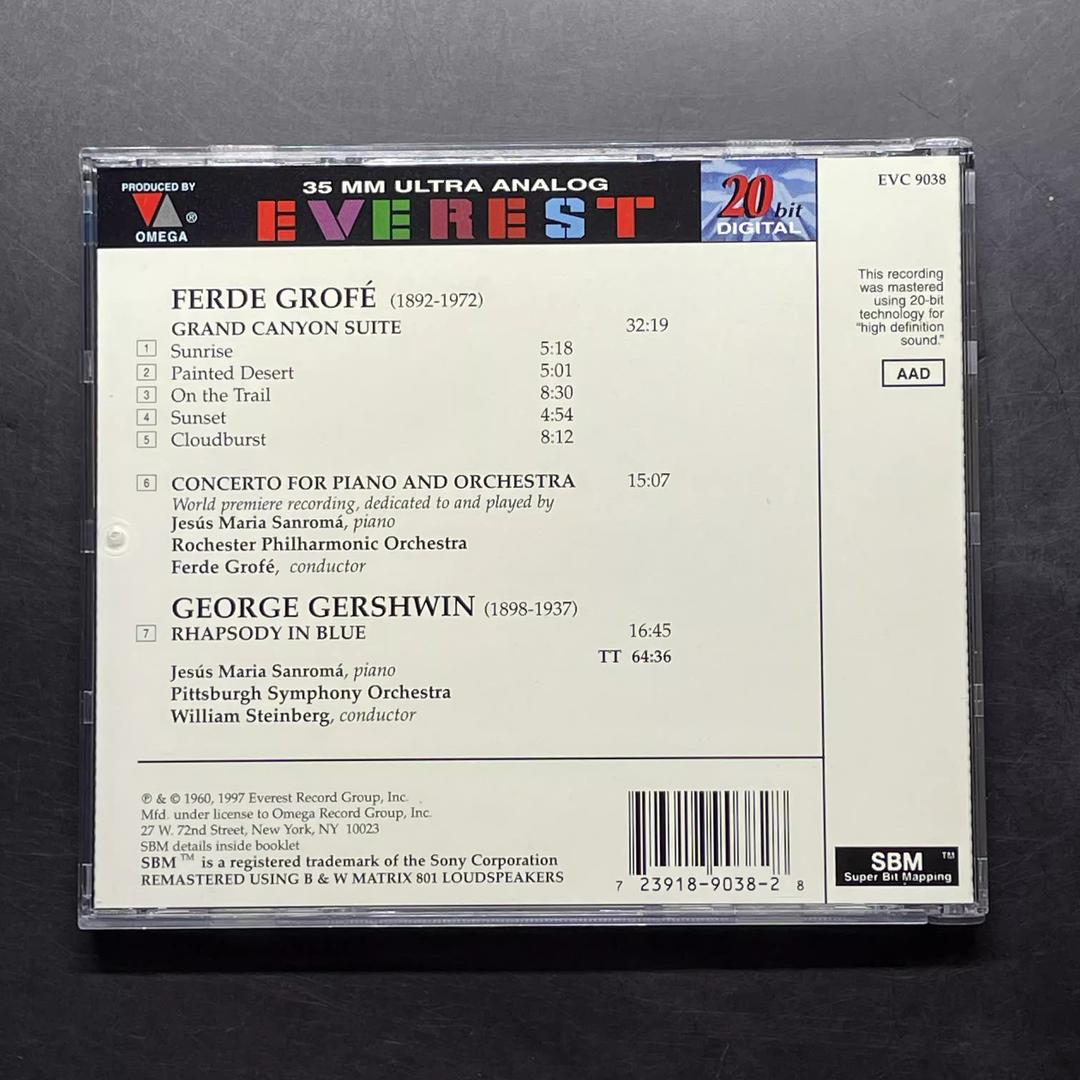 PRODUCED BY
OMEGA ®
35 MM ULTRA ANALOG
EVEREST
20 bit
DIGITAL
EVC 9038
This recording
was mastered
using 20-bit
technology for
"high definition
sound."
AAD
FERDE GROFÉ (1892-1972)
GRAND CANYON SUITE 32:19
1 Sunrise 5:18
2 Painted Desert 5:01
3 On the Trail 8:30
4 Sunset 4:54
5 Cloudburst 8:12
6 CONCERTO FOR PIANO AND ORCHESTRA 15:07
World premiere recording, dedicated to and played by
Jesús Maria Sanromá, piano
Rochester Philharmonic Orchestra
Ferde Grofé, conductor
GEORGE GERSHWIN (1898-1937)
7 RHAPSODY IN BLUE 16:45
TT 64:36
Jesús Maria Sanromá, piano
Pittsburgh Symphony Orchestra
William Steinberg, conductor
℗ & © 1960, 1997 Everest Record Group, Inc.
Mfd. under license to Omega Record Group, Inc.
27 W. 72nd Street, New York, NY 10023
SBM details inside booklet
SBM™ is a registered trademark of the Sony Corporation
REMASTERED USING B & W MATRIX 801 LOUDSPEAKERS
7 23918-9038-2 8
SBM™
Super Bit Mapping